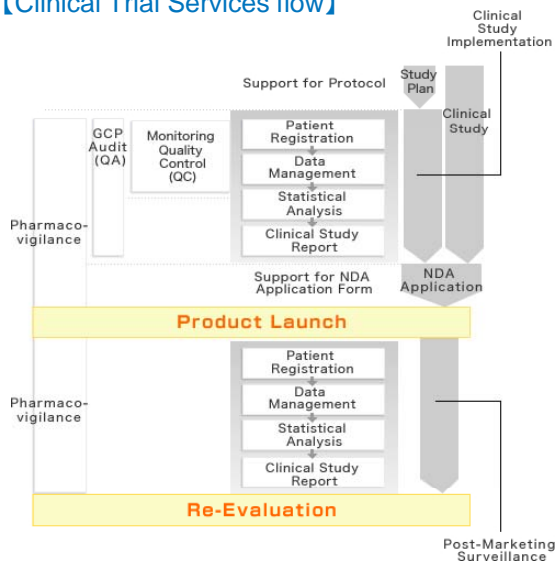 【Clinical Trial Services flow】
Clinical
Study
Implementation
Support for Protocol
Study
Plan
Clinical
Study
GCP
Audit
(QA)
Monitoring
Quality
Control
(QC)
Patient
Registration
Data
Management
Statistical
Analysis
Clinical Study
Report
Pharmaco-
vigilance
Support for NDA
Application Form
NDA
Application
Product Launch
Patient
Registration
Data
Management
Statistical
Analysis
Clinical Study
Report
Pharmaco-
vigilance
Re-Evaluation
Post-Marketing
Surveillance